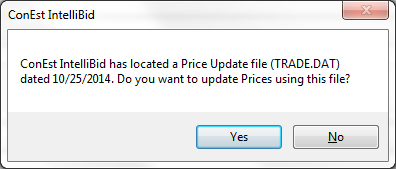 ConEst IntelliBid
ConEst IntelliBid has located a Price Update file (TRADE.DAT)
dated 10/25/2014. Do you want to update Prices using this file?
Yes
No